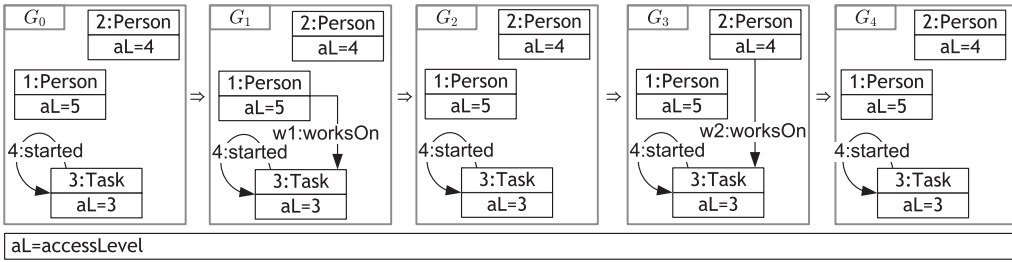 G0
2:Person
aL=4
1:Person
aL=5
4:started
3:Task
aL=3
⇒
G1
2:Person
aL=4
1:Person
aL=5
w1:worksOn
4:started
3:Task
aL=3
⇒
G2
2:Person
aL=4
1:Person
aL=5
4:started
3:Task
aL=3
⇒
G3
2:Person
aL=4
1:Person
aL=5
w2:worksOn
4:started
3:Task
aL=3
⇒
G4
2:Person
aL=4
1:Person
aL=5
4:started
3:Task
aL=3
aL=accessLevel